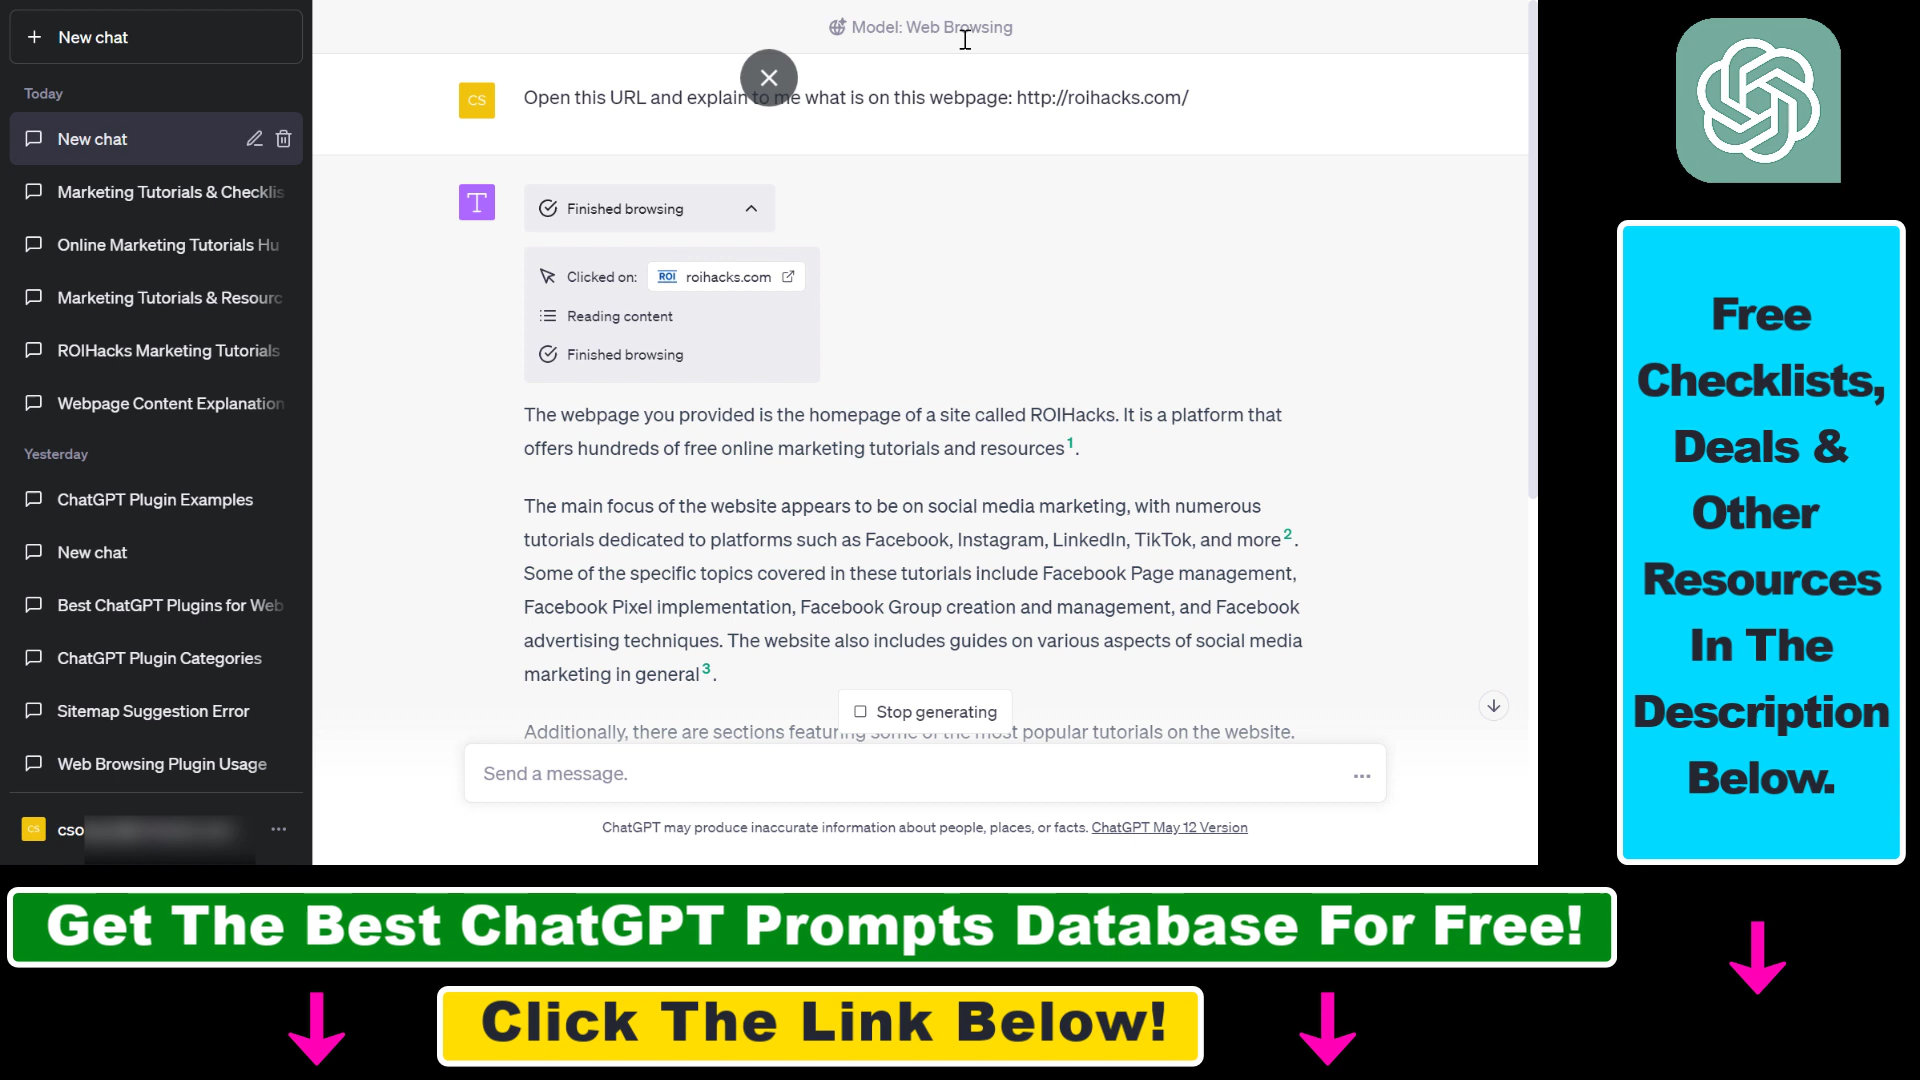 New chat
Today
New chat
Marketing Tutorials & Checklis
Online Marketing Tutorials Hu
Marketing Tutorials & Resourc
ROIHacks Marketing Tutorials
Webpage Content Explanation
Yesterday
ChatGPT Plugin Examples
New chat
Best ChatGPT Plugins for Web
ChatGPT Plugin Categories
Sitemap Suggestion Error
Web Browsing Plugin Usage
CS cso
Model: Web Browsing
CS Open this URL and explain to me what is on this webpage: http://roihacks.com/
T Finished browsing
Clicked on: ROI roihacks.com
Reading content
Finished browsing
The webpage you provided is the homepage of a site called ROIHacks. It is a platform that
offers hundreds of free online marketing tutorials and resources1.
The main focus of the website appears to be on social media marketing, with numerous
tutorials dedicated to platforms such as Facebook, Instagram, LinkedIn, TikTok, and more2.
Some of the specific topics covered in these tutorials include Facebook Page management,
Facebook Pixel implementation, Facebook Group creation and management, and Facebook
advertising techniques. The website also includes guides on various aspects of social media
marketing in general3.
Stop generating
Additionally, there are sections featuring some of the most popular tutorials on the website.
Send a message.
ChatGPT may produce inaccurate information about people, places, or facts. ChatGPT May 12 Version
Free
Checklists,
Deals &
Other
Resources
In The
Description
Below.
Get The Best ChatGPT Prompts Database For Free!
Click The Link Below!